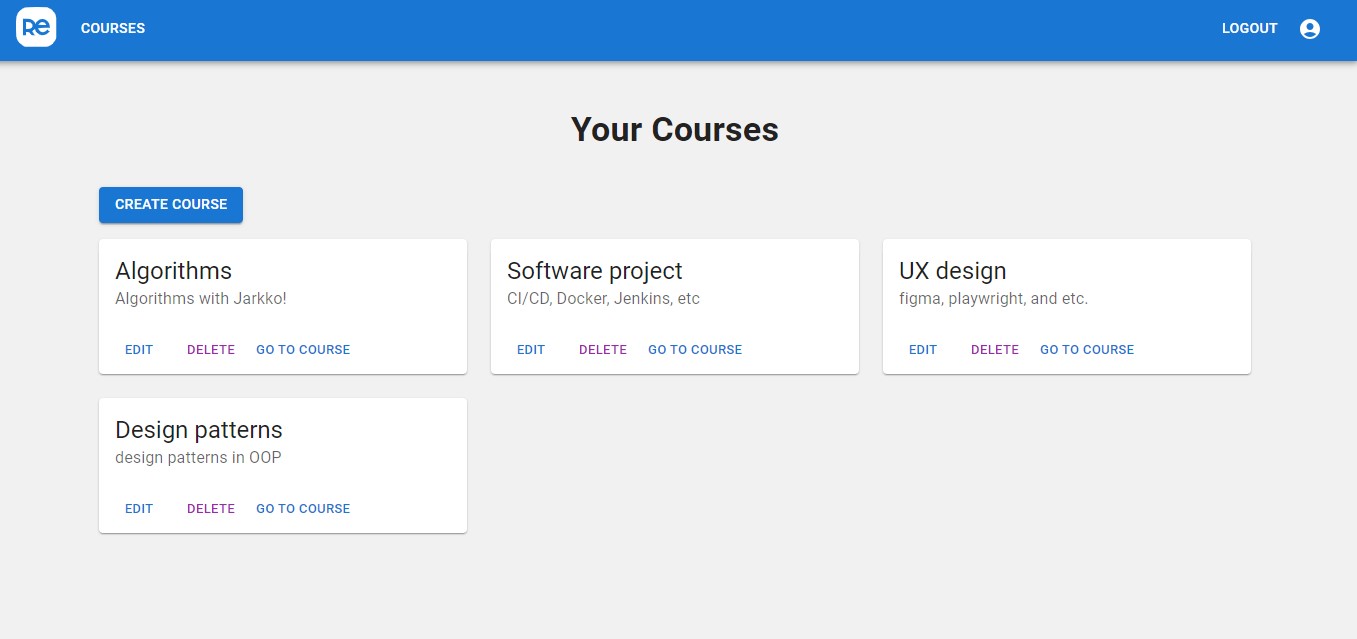 Re COURSES LOGOUT
Your Courses
CREATE COURSE
Algorithms
Algorithms with Jarkko!
EDIT DELETE GO TO COURSE
Software project
CI/CD, Docker, Jenkins, etc
EDIT DELETE GO TO COURSE
UX design
figma, playwright, and etc.
EDIT DELETE GO TO COURSE
Design patterns
design patterns in OOP
EDIT DELETE GO TO COURSE